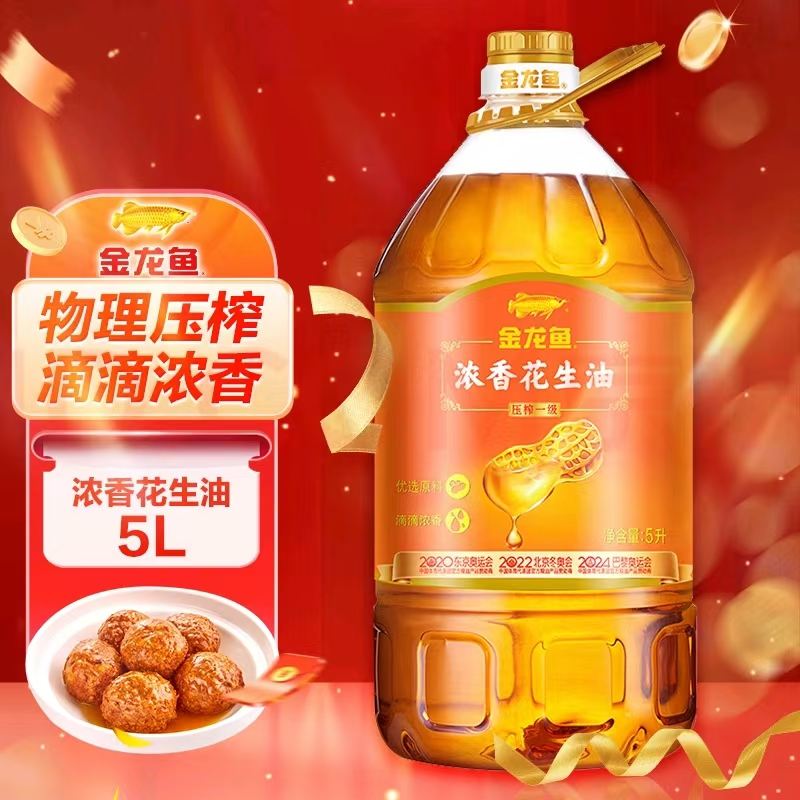 金龙鱼
物理压榨
滴滴浓香
浓香花生油
5L
金龙鱼
金龙鱼
浓香花生油
压榨一级
优选原料
滴滴浓香
净含量:5升
2020东京奥运会 2022北京冬奥会 2024巴黎奥运会